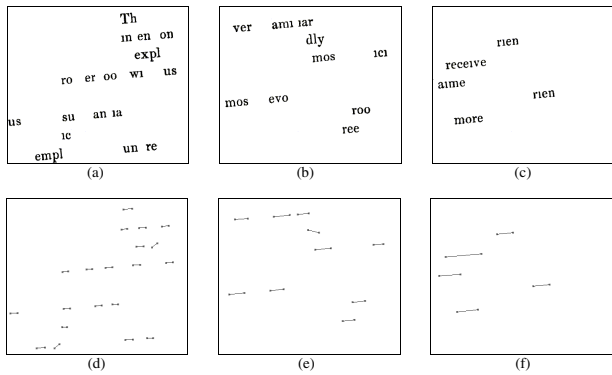 Th
ın en on
expl
ro er oo wı us
us su an ıa
ıc
empl un re
(a)
ver amı ıar
dly
mos ıcı
mos evo
roo
ree
(b)
rıen
receıve
aıme
rıen
more
(c)
(d)
(e)
(f)